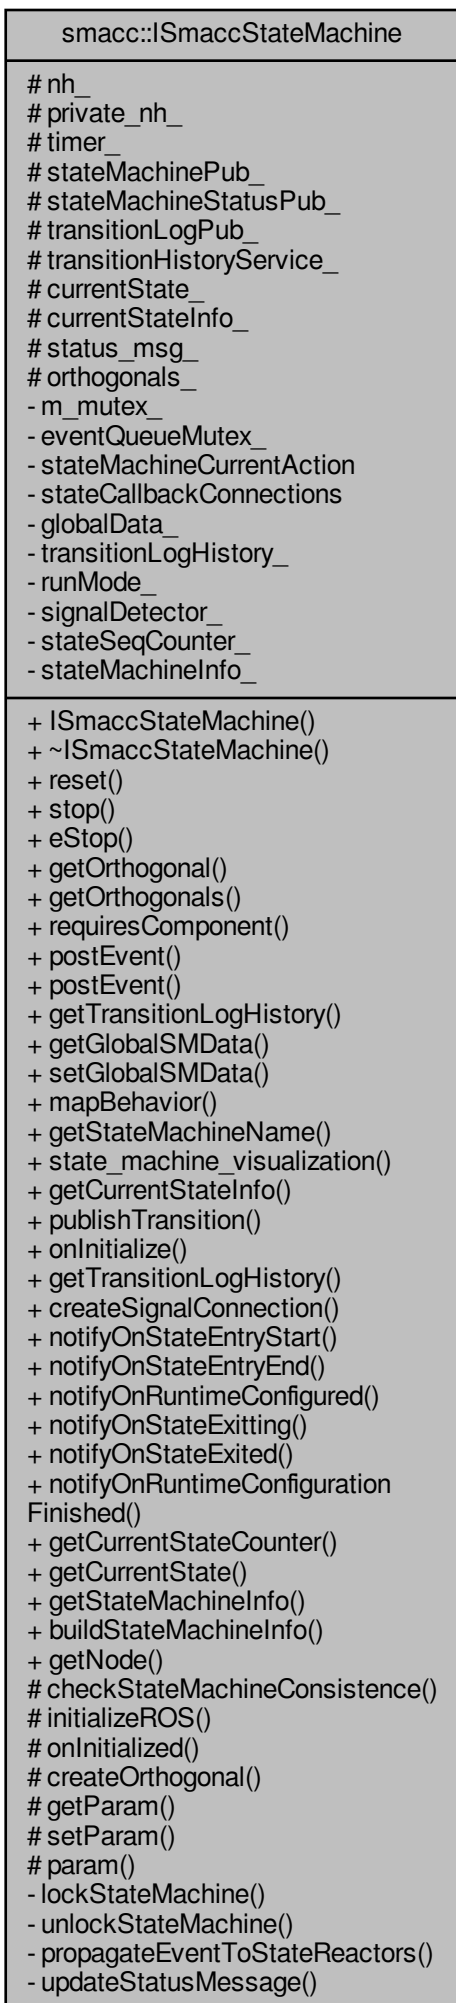 smacc::ISmaccStateMachine
# nh_
# private_nh_
# timer_
# stateMachinePub_
# stateMachineStatusPub_
# transitionLogPub_
# transitionHistoryService_
# currentState_
# currentStateInfo_
# status_msg_
# orthogonals_
- m_mutex_
- eventQueueMutex_
- stateMachineCurrentAction
- stateCallbackConnections
- globalData_
- transitionLogHistory_
- runMode_
- signalDetector_
- stateSeqCounter_
- stateMachineInfo_
+ ISmaccStateMachine()
+ ~ISmaccStateMachine()
+ reset()
+ stop()
+ eStop()
+ getOrthogonal()
+ getOrthogonals()
+ requiresComponent()
+ postEvent()
+ postEvent()
+ getTransitionLogHistory()
+ getGlobalSMData()
+ setGlobalSMData()
+ mapBehavior()
+ getStateMachineName()
+ state_machine_visualization()
+ getCurrentStateInfo()
+ publishTransition()
+ onInitialize()
+ getTransitionLogHistory()
+ createSignalConnection()
+ notifyOnStateEntryStart()
+ notifyOnStateEntryEnd()
+ notifyOnRuntimeConfigured()
+ notifyOnStateExitting()
+ notifyOnStateExited()
+ notifyOnRuntimeConfiguration
Finished()
+ getCurrentStateCounter()
+ getCurrentState()
+ getStateMachineInfo()
+ buildStateMachineInfo()
+ getNode()
# checkStateMachineConsistence()
# initializeROS()
# onInitialized()
# createOrthogonal()
# getParam()
# setParam()
# param()
- lockStateMachine()
- unlockStateMachine()
- propagateEventToStateReactors()
- updateStatusMessage()